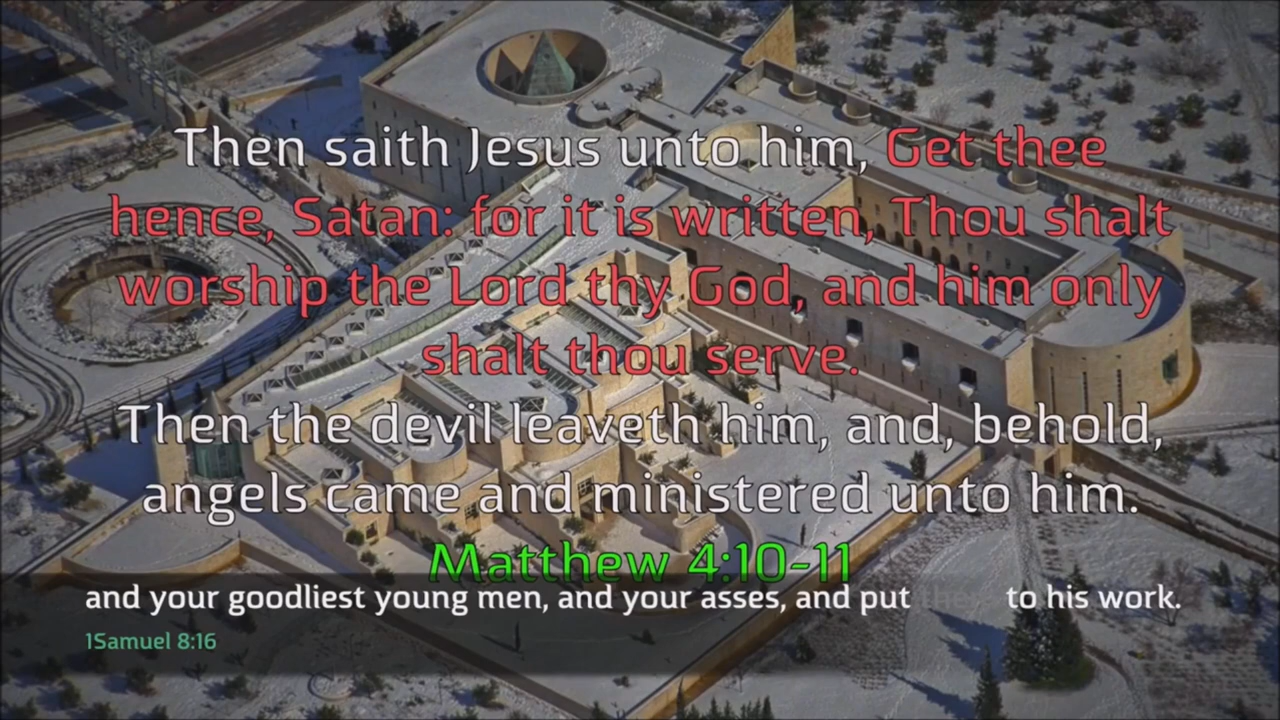 Then saith Jesus unto him, Get thee
hence, Satan: for it is written, Thou shalt
worship the Lord thy God, and him only
shalt thou serve.
Then the devil leaveth him, and, behold,
angels came and ministered unto him.
Matthew 4:10-11
and your goodliest young men, and your asses, and put to his work.
1Samuel 8:16